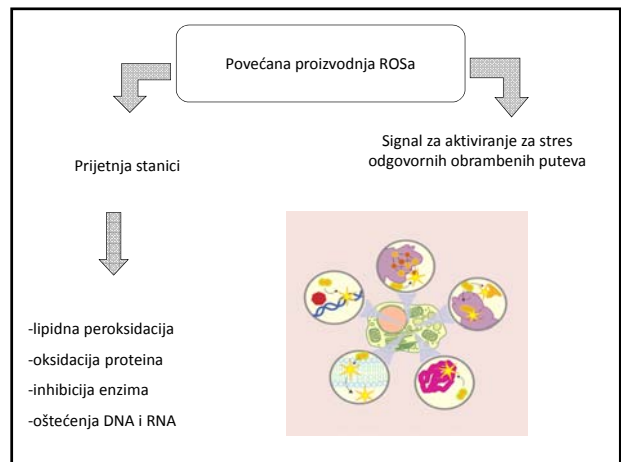 Povećana proizvodnja ROSa
Signal za aktiviranje za stres
odgovornih obrambenih puteva
Prijetnja stanici
-lipidna peroksidacija
-oksidacija proteina
-inhibicija enzima
-oštećenja DNA i RNA